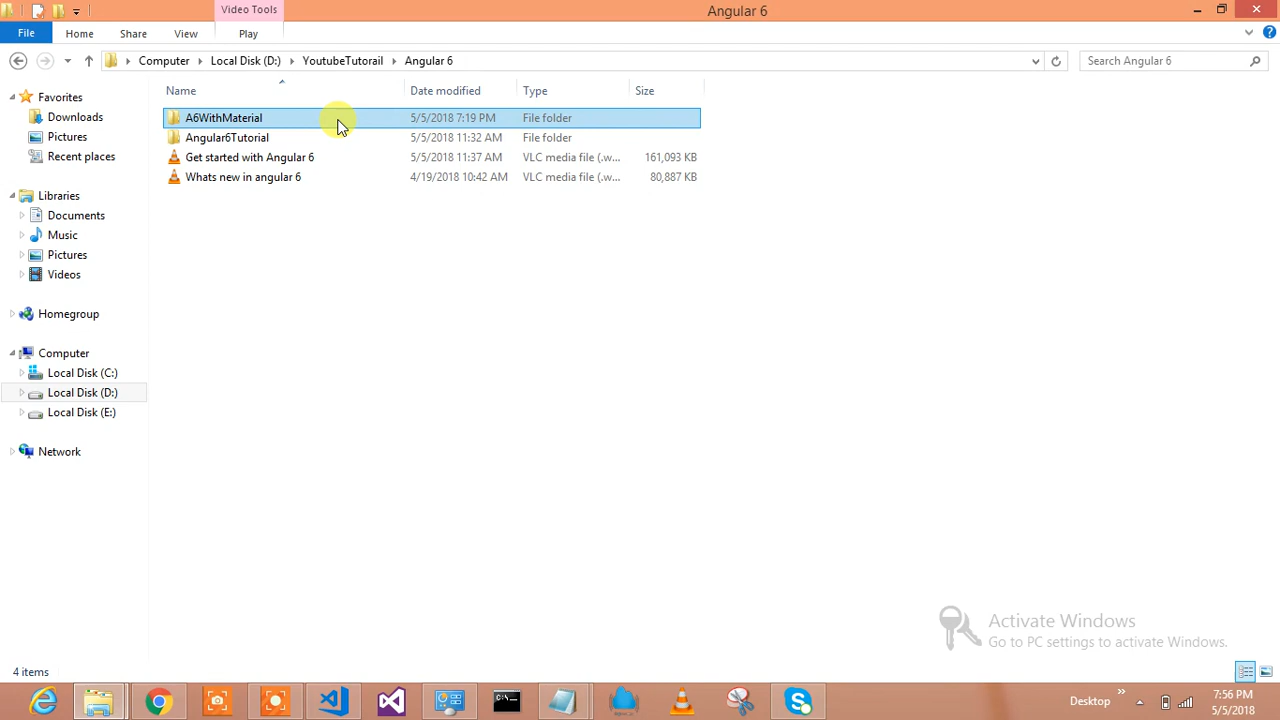 Video Tools
Angular 6
File
Home
Share
View
Play
Computer
Local Disk (D:)
YoutubeTutorail
Angular 6
Search Angular 6
Name
Date modified
Type
Size
Favorites
Downloads
Pictures
Recent places
Libraries
Documents
Music
Pictures
Videos
Homegroup
Computer
Local Disk (C:)
Local Disk (D:)
Local Disk (E:)
Network
A6WithMaterial 5/5/2018 7:19 PM File folder
Angular6Tutorial 5/5/2018 11:32 AM File folder
Get started with Angular 6 5/5/2018 11:37 AM VLC media file (.w... 161,093 KB
Whats new in angular 6 4/19/2018 10:42 AM VLC media file (.w... 80,887 KB
Activate Windows
Go to PC settings to activate Windows.
4 items
Desktop
7:56 PM
5/5/2018